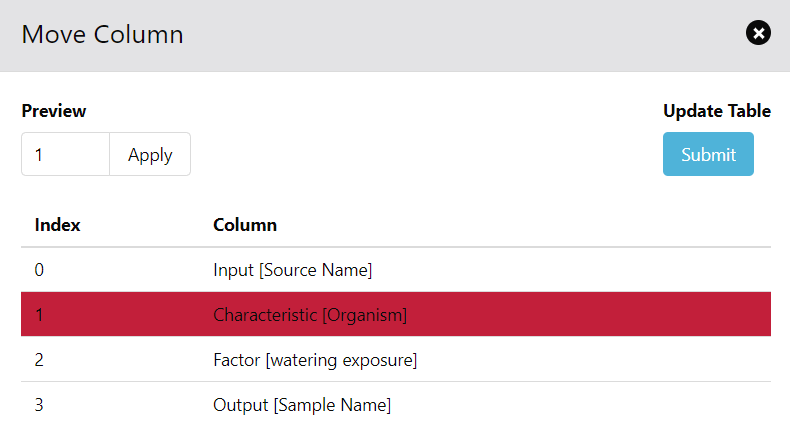 Move Column
Preview
Update Table
1 Apply
Submit
Index Column
0 Input [Source Name]
1 Characteristic [Organism]
2 Factor [watering exposure]
3 Output [Sample Name]